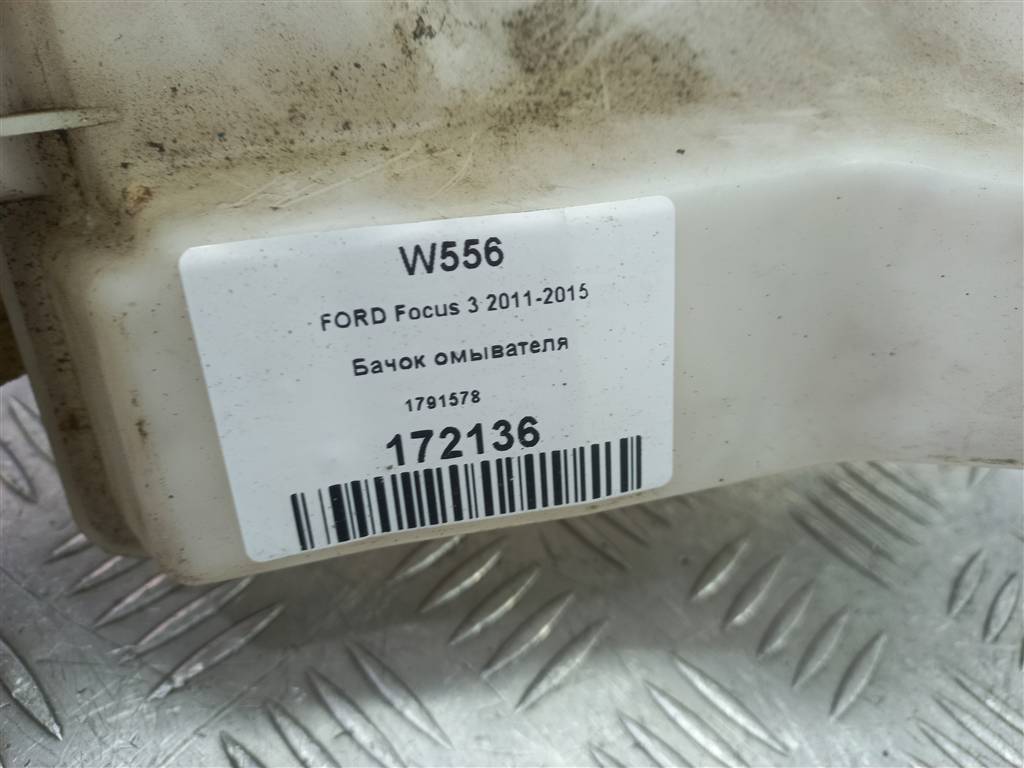 W556
FORD Focus 3 2011-2015
Бачок омывателя
1791578
172136